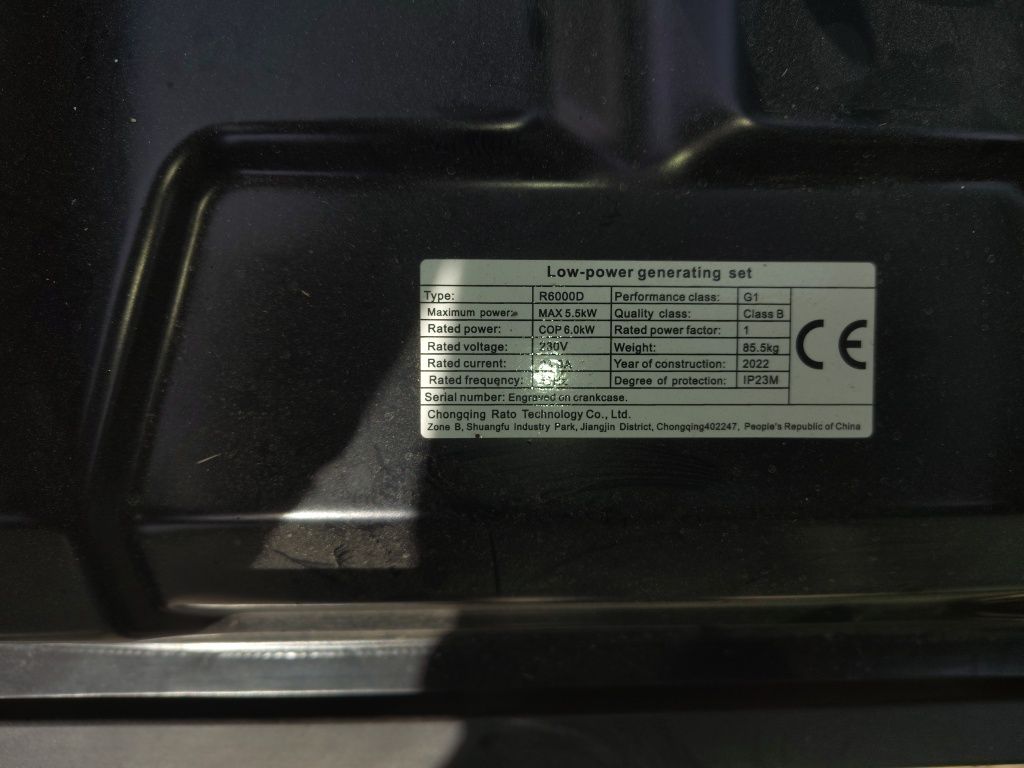 Low-power generating set
Type: R6000D Performance class: G1
Maximum power: MAX 5.5kW Quality class: Class B
Rated power: COP 6.0kW Rated power factor: 1
Rated voltage: 230V Weight: 85.5kg
Rated current: Year of construction: 2022
Rated frequency: Degree of protection: IP23M
CE
Serial number: Engraved on crankcase.
Chongqing Rato Technology Co., Ltd.
Zone B, Shuangfu Industry Park, Jiangjin District, Chongqing402247, People's Republic of China